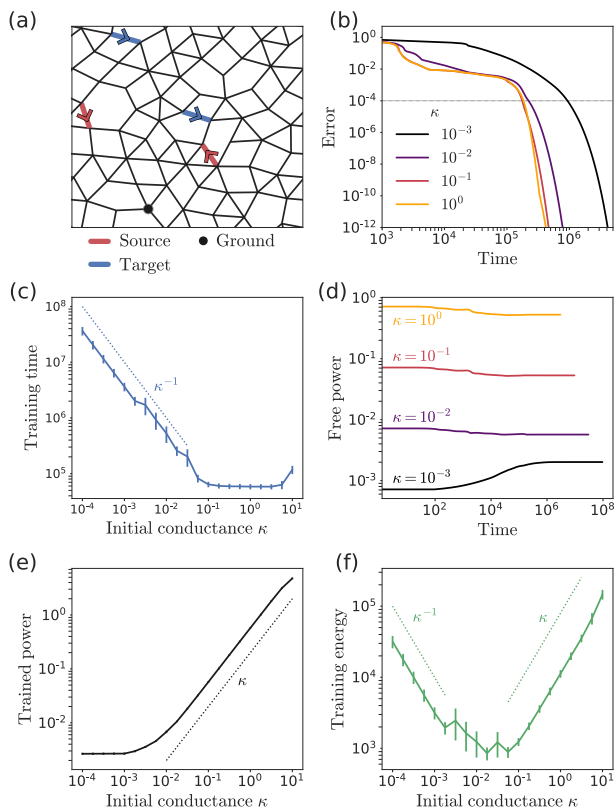 (a)
Source
Ground
Target
(b)
Error
10^0
10^-2
10^-4
10^-6
10^-8
10^-10
10^-12
κ
10^-3
10^-2
10^-1
10^0
10^3
10^4
10^5
10^6
Time
(c)
Training time
10^8
10^7
10^6
10^5
κ^-1
10^-4
10^-3
10^-2
10^-1
10^0
10^1
Initial conductance κ
(d)
Free power
10^0
10^-1
10^-2
10^-3
κ = 10^0
κ = 10^-1
κ = 10^-2
κ = 10^-3
10^2
10^4
10^6
10^8
Time
(e)
Trained power
10^0
10^-1
10^-2
κ
10^-4
10^-3
10^-2
10^-1
10^0
10^1
Initial conductance κ
(f)
Training energy
10^5
10^4
10^3
κ^-1
κ
10^-4
10^-3
10^-2
10^-1
10^0
10^1
Initial conductance κ